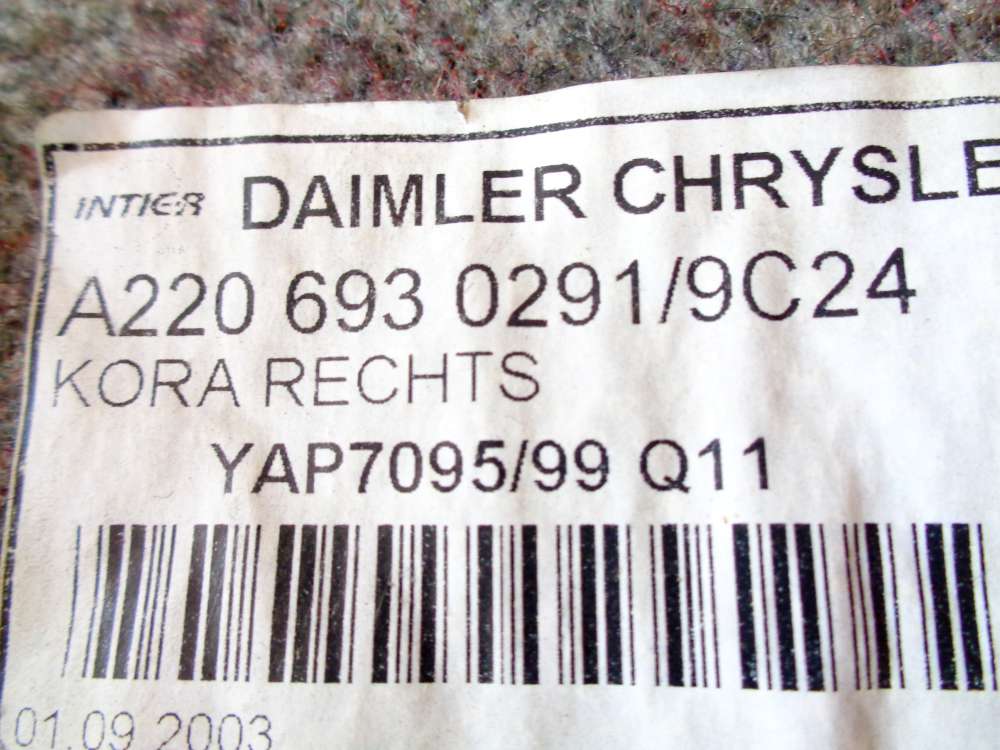 INTIER DAIMLER CHRYSLE
A220 693 0291/9C24
KORA RECHTS
YAP7095/99 Q11
01.09.2003